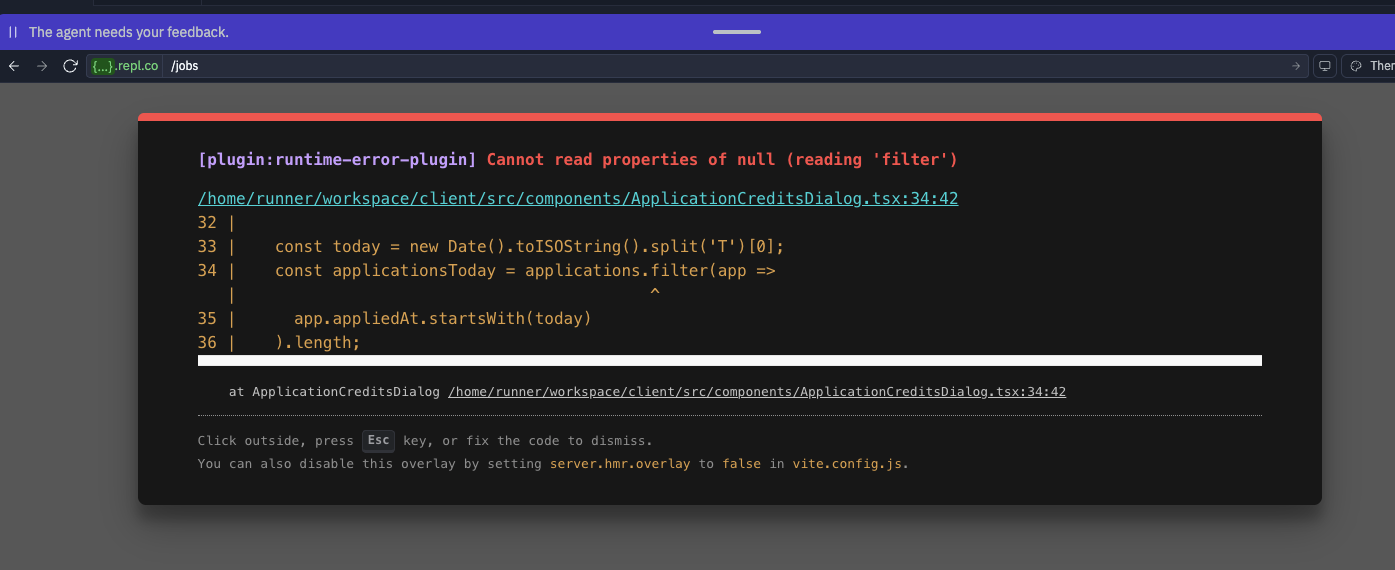 The agent needs your feedback.
{...}.repl.co /jobs
[plugin:runtime-error-plugin] Cannot read properties of null (reading 'filter')
/home/runner/workspace/client/src/components/ApplicationCreditsDialog.tsx:34:42
32 |
33 |    const today = new Date().toISOString().split('T')[0];
34 |    const applicationsToday = applications.filter(app =>
   |                                           ^
35 |      app.appliedAt.startsWith(today)
36 |    ).length;
at ApplicationCreditsDialog /home/runner/workspace/client/src/components/ApplicationCreditsDialog.tsx:34:42
Click outside, press Esc key, or fix the code to dismiss.
You can also disable this overlay by setting server.hmr.overlay to false in vite.config.js.